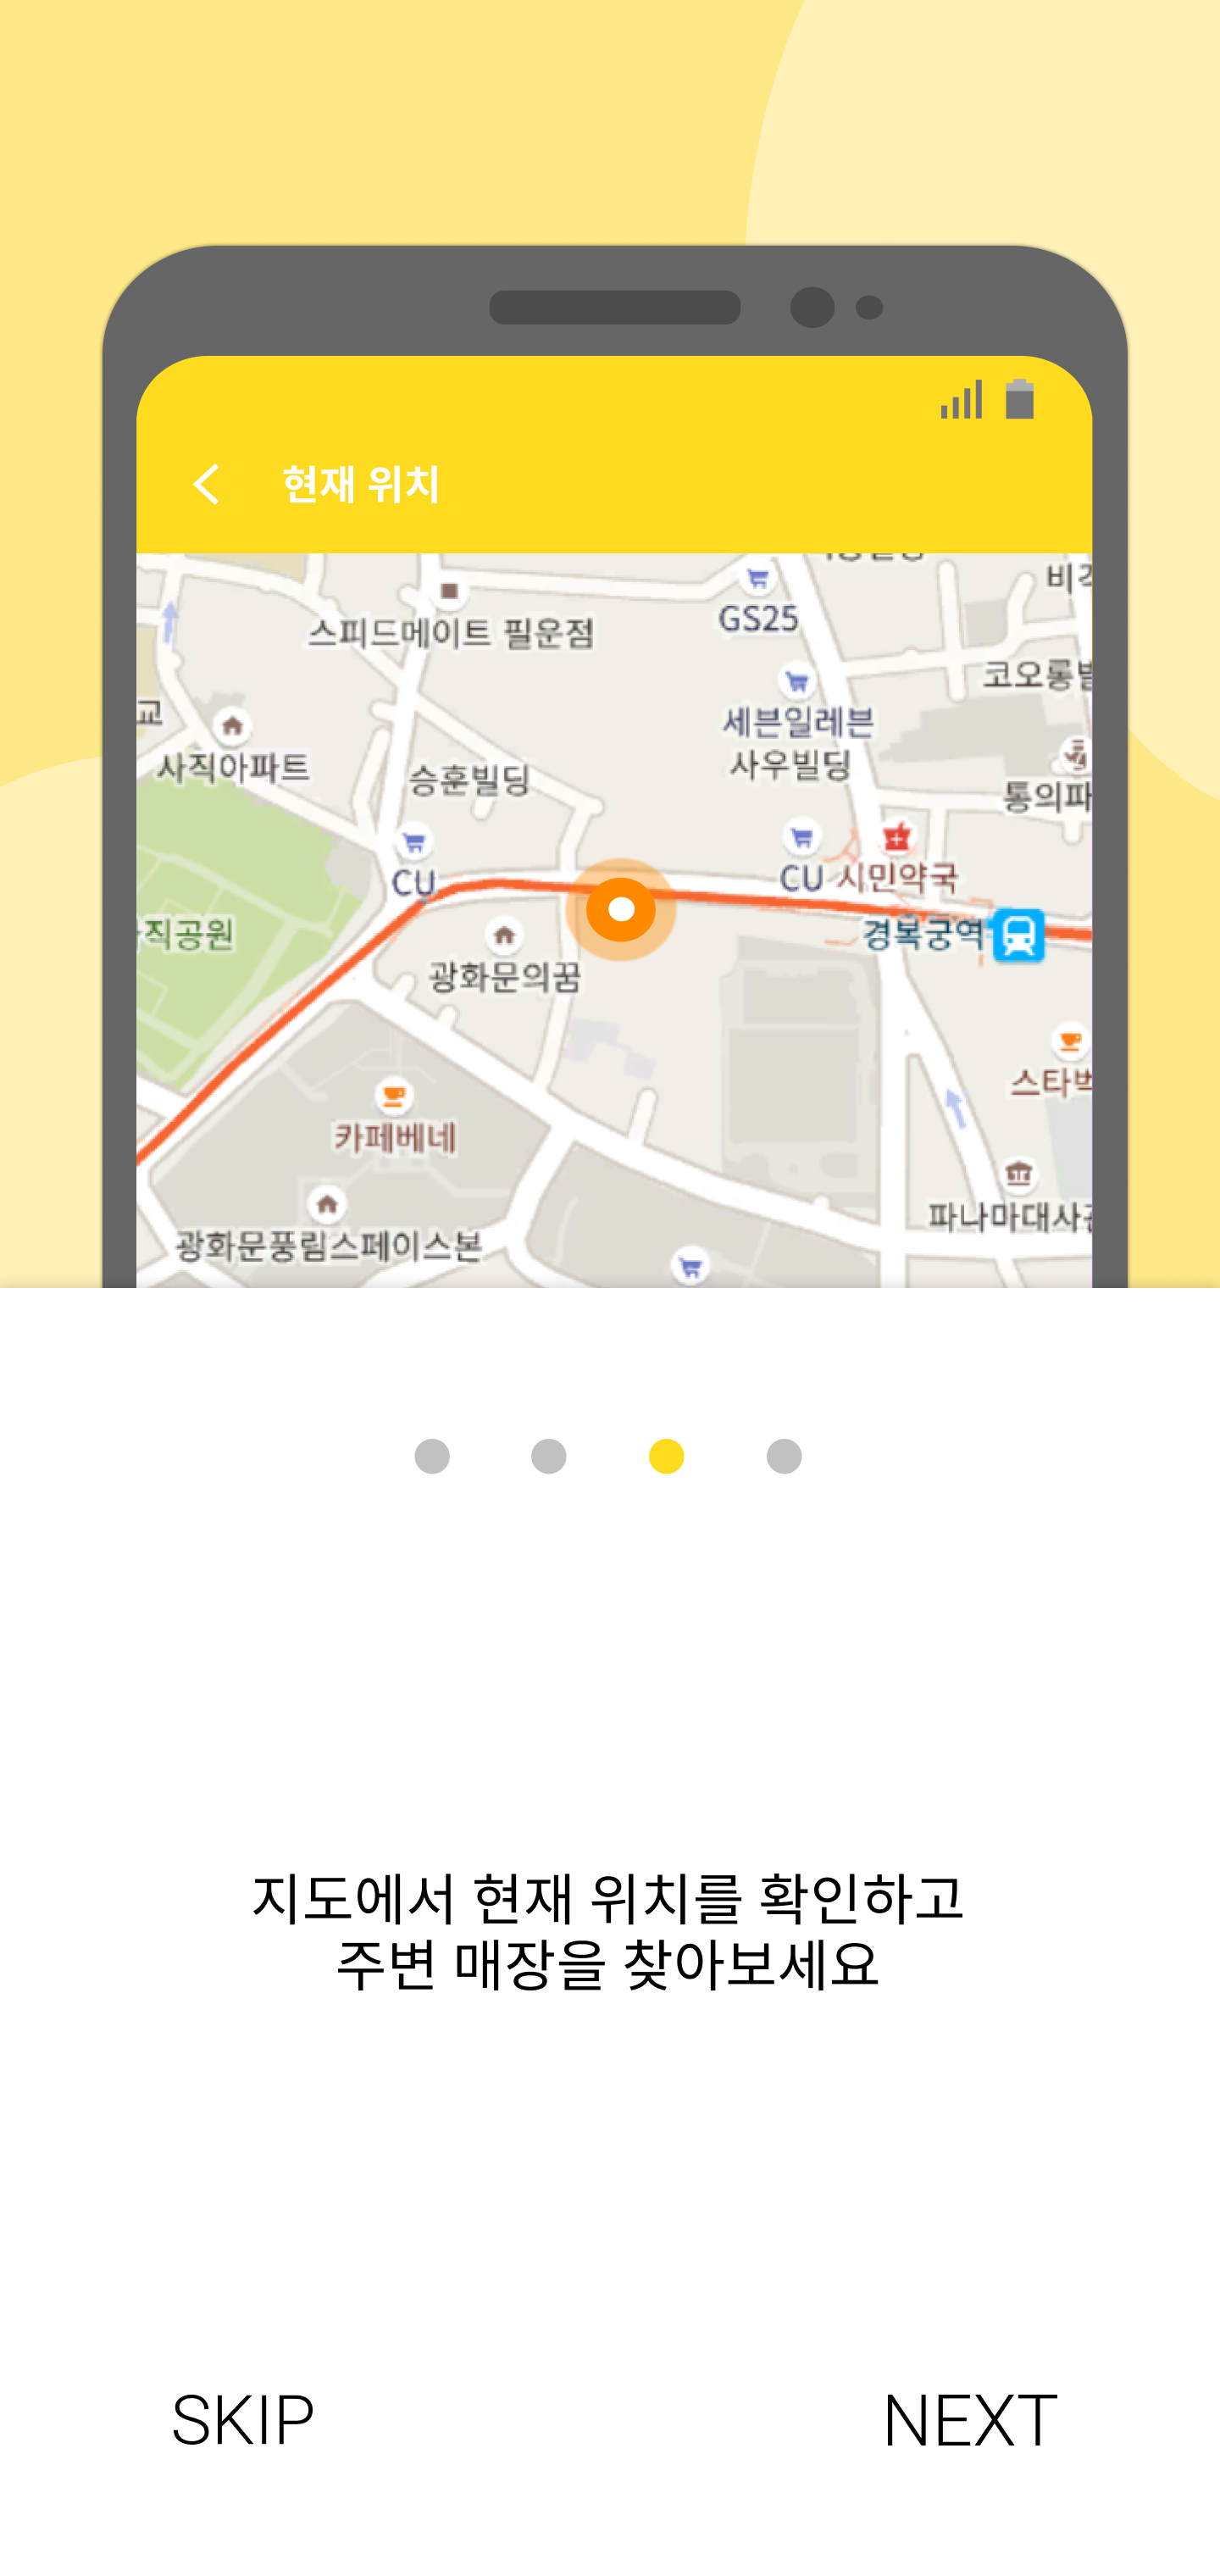 현재 위치
스피드메이트 필운점
GS25
코오롱
세븐일레븐
사우빌딩
교
사직아파트
승훈빌딩
통의파
CU
CU
시민약국
직공원
경복궁역
광화문의꿈
스타벅
카페베네
파나마대사관
광화문풍림스페이스본
지도에서 현재 위치를 확인하고
주변 매장을 찾아보세요
SKIP
NEXT